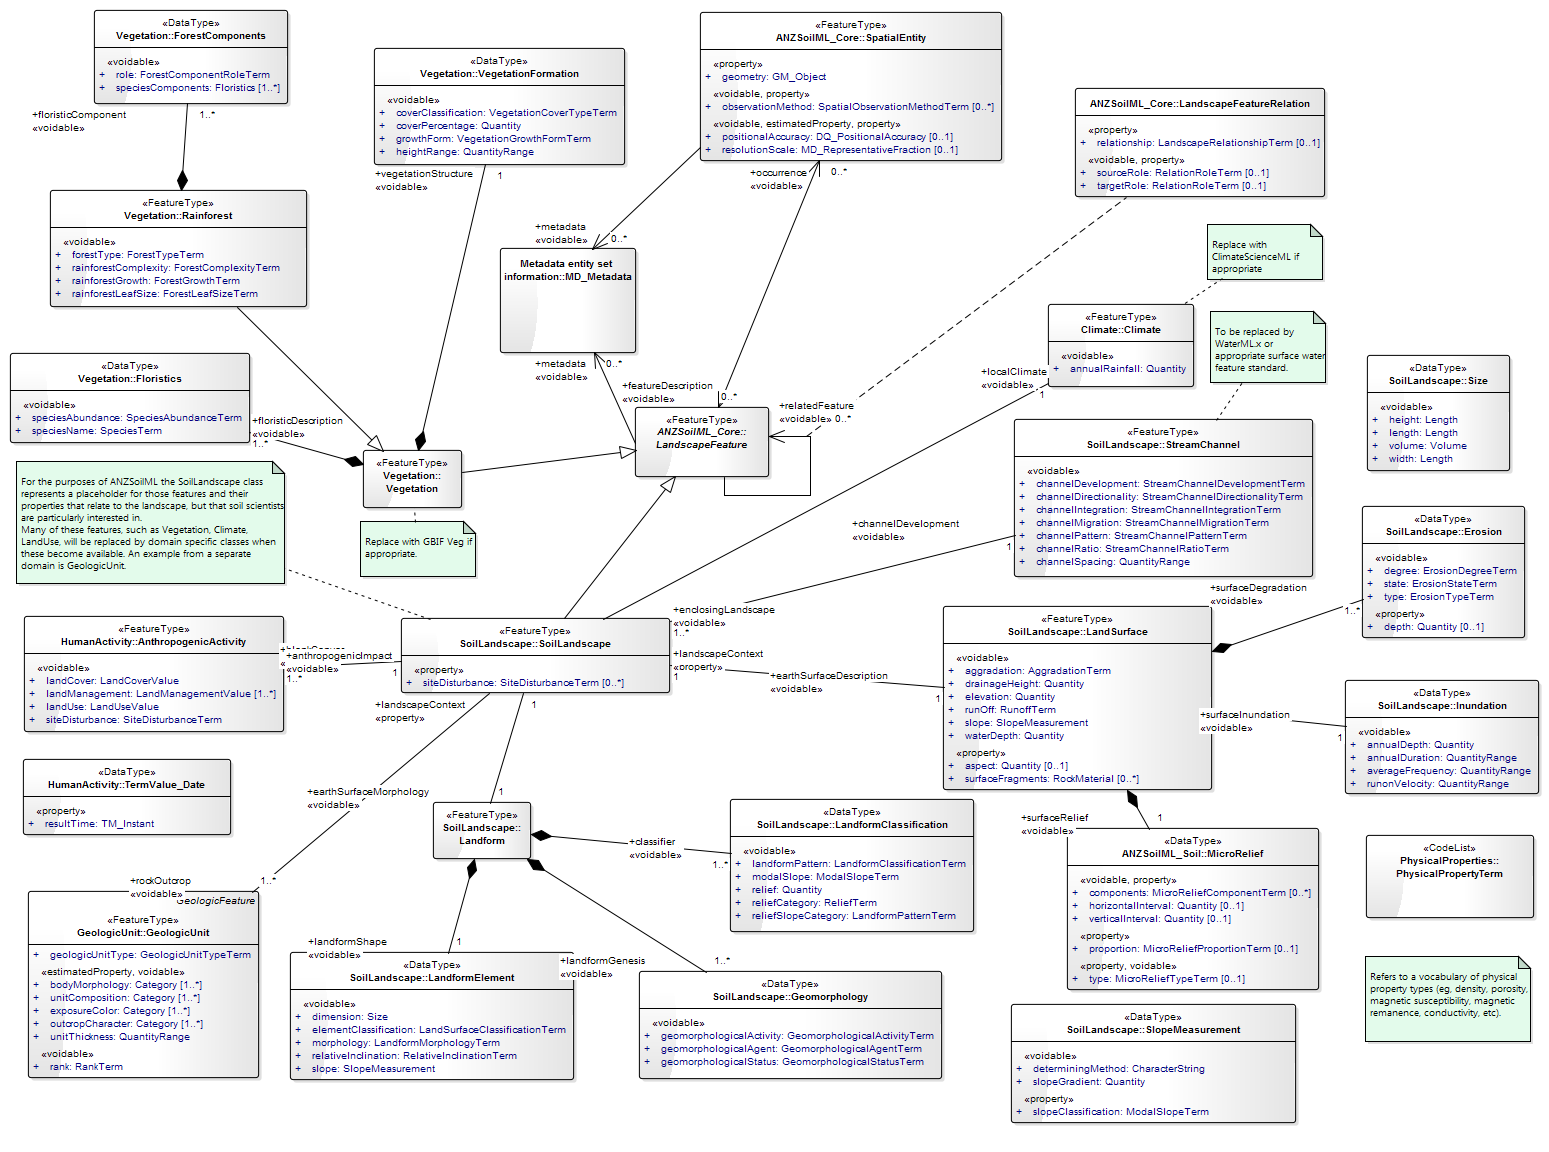 «DataType»
Vegetation::ForestComponents
«voidable»
+ role: ForestComponentRoleTerm
+ speciesComponents: Floristics [1..*]
+floristicComponent
«voidable»
1..*
«DataType»
Vegetation::VegetationFormation
«voidable»
+ coverClassification: VegetationCoverTypeTerm
+ coverPercentage: Quantity
+ growthForm: VegetationGrowthFormTerm
+ heightRange: QuantityRange
+vegetationStructure
«voidable»
1
«FeatureType»
ANZSoilML_Core::SpatialEntity
«property»
+ geometry: GM_Object
«voidable, property»
+ observationMethod: SpatialObservationMethodTerm [0..*]
«voidable, estimatedProperty, property»
+ positionalAccuracy: DQ_PositionalAccuracy [0..1]
+ resolutionScale: MD_RepresentativeFraction [0..1]
+occurrence
«voidable»
0..*
ANZSoilML_Core::LandscapeFeatureRelation
«property»
+ relationship: LandscapeRelationshipTerm [0..1]
«voidable, property»
+ sourceRole: RelationRoleTerm [0..1]
+ targetRole: RelationRoleTerm [0..1]
«FeatureType»
Vegetation::Rainforest
«voidable»
+ forestType: ForestTypeTerm
+ rainforestComplexity: ForestComplexityTerm
+ rainforestGrowth: ForestGrowthTerm
+ rainforestLeafSize: ForestLeafSizeTerm
+metadata
«voidable»
0..*
Metadata entity set
information::MD_Metadata
+metadata
«voidable»
0..*
Replace with
ClimateScienceML if
appropriate
«FeatureType»
Climate::Climate
«voidable»
+ annualRainfall: Quantity
+localClimate
«voidable»
1
To be replaced by
WaterML:x or
appropriate surface water
feature standard.
«DataType»
SoilLandscape::Size
«voidable»
+ height: Length
+ length: Length
+ volume: Volume
+ width: Length
«DataType»
Vegetation::Floristics
«voidable»
+ speciesAbundance: SpeciesAbundanceTerm
+ speciesName: SpeciesTerm
+floristicDescription
«voidable»
1..*
+featureDescription
«voidable»
0..*
«FeatureType»
ANZSoilML_Core::
LandscapeFeature
+relatedFeature
«voidable» 0..*
«FeatureType»
Vegetation::
Vegetation
Replace with GBIF Veg if
appropriate.
For the purposes of ANZSoilML the SoilLandscape class
represents a placeholder for those features and their
properties that relate to the landscape, but that soil scientists
are particularly interested in.
Many of these features, such as Vegetation, Climate,
LandUse, will be replaced by domain specific classes when
these become available. An example from a separate
domain is GeologicUnit.
«FeatureType»
SoilLandscape::StreamChannel
«voidable»
+ channelDevelopment: StreamChannelDevelopmentTerm
+ channelDirectionality: StreamChannelDirectionalityTerm
+ channelIntegration: StreamChannelIntegrationTerm
+ channelMigration: StreamChannelMigrationTerm
+ channelPattern: StreamChannelPatternTerm
+ channelRatio: StreamChannelRatioTerm
+ channelSpacing: QuantityRange
+channelDevelopment
«voidable»
1
«DataType»
SoilLandscape::Erosion
«voidable»
+ degree: ErosionDegreeTerm
+ state: ErosionStateTerm
+ type: ErosionTypeTerm
«property»
+ depth: Quantity [0..1]
+surfaceDegradation
«voidable»
1..*
«FeatureType»
HumanActivity::AnthropogenicActivity
«voidable»
+ landCover: LandCoverValue
+ landManagement: LandManagementValue [1..*]
+ landUse: LandUseValue
+ siteDisturbance: SiteDisturbanceTerm
+anthropogenicImpact
«voidable»
1..*
1
«FeatureType»
SoilLandscape::SoilLandscape
«property»
+ siteDisturbance: SiteDisturbanceTerm [0..*]
+enclosingLandscape
«voidable»
1..*
+landscapeContext
«property»
1
+earthSurfaceDescription
«voidable»
1
«FeatureType»
SoilLandscape::LandSurface
«voidable»
+ aggradation: AggradationTerm
+ drainageHeight: Quantity
+ elevation: Quantity
+ runOff: RunoffTerm
+ slope: SlopeMeasurement
+ waterDepth: Quantity
«property»
+ aspect: Quantity [0..1]
+ surfaceFragments: RockMaterial [0..*]
+surfaceInundation
«voidable»
1
«DataType»
SoilLandscape::Inundation
«voidable»
+ annualDepth: Quantity
+ annualDuration: QuantityRange
+ averageFrequency: QuantityRange
+ runonVelocity: QuantityRange
+landscapeContext
«property»
1
«DataType»
HumanActivity::TermValue_Date
«property»
+ resultTime: TM_Instant
+earthSurfaceMorphology
«voidable»
1
«FeatureType»
SoilLandscape::
Landform
+classifier
«voidable»
1..*
«DataType»
SoilLandscape::LandformClassification
«voidable»
+ landformPattern: LandformClassificationTerm
+ modalSlope: ModalSlopeTerm
+ relief: Quantity
+ reliefCategory: ReliefTerm
+ reliefSlopeCategory: LandformPatternTerm
+surfaceRelief
«voidable»
1
«DataType»
ANZSoilML_Soil::MicroRelief
«voidable, property»
+ components: MicroReliefComponentTerm [0..*]
+ horizontalInterval: Quantity [0..1]
+ verticalInterval: Quantity [0..1]
«property»
+ proportion: MicroReliefProportionTerm [0..1]
«property, voidable»
+ type: MicroReliefTypeTerm [0..1]
«CodeList»
PhysicalProperties::
PhysicalPropertyTerm
+rockOutcrop
«voidable»
1..*
GeologicFeature
«FeatureType»
GeologicUnit::GeologicUnit
+ geologicUnitType: GeologicUnitTypeTerm
«estimatedProperty, voidable»
+ bodyMorphology: Category [1..*]
+ unitComposition: Category [1..*]
+ exposureColor: Category [1..*]
+ outcropCharacter: Category [1..*]
+ unitThickness: QuantityRange
«voidable»
+ rank: RankTerm
+landformShape
«voidable»
1
«DataType»
SoilLandscape::LandformElement
«voidable»
+ dimension: Size
+ elementClassification: LandSurfaceClassificationTerm
+ morphology: LandformMorphologyTerm
+ relativeInclination: RelativeInclinationTerm
+ slope: SlopeMeasurement
+landformGenesis
«voidable»
1..*
«DataType»
SoilLandscape::Geomorphology
«voidable»
+ geomorphologicalActivity: GeomorphologicalActivityTerm
+ geomorphologicalAgent: GeomorphologicalAgentTerm
+ geomorphologicalStatus: GeomorphologicalStatusTerm
Refers to a vocabulary of physical
property types (eg, density, porosity,
magnetic susceptibility, magnetic
remanence, conductivity, etc).
«DataType»
SoilLandscape::SlopeMeasurement
«voidable»
+ determiningMethod: CharacterString
+ slopeGradient: Quantity
«property»
+ slopeClassification: ModalSlopeTerm